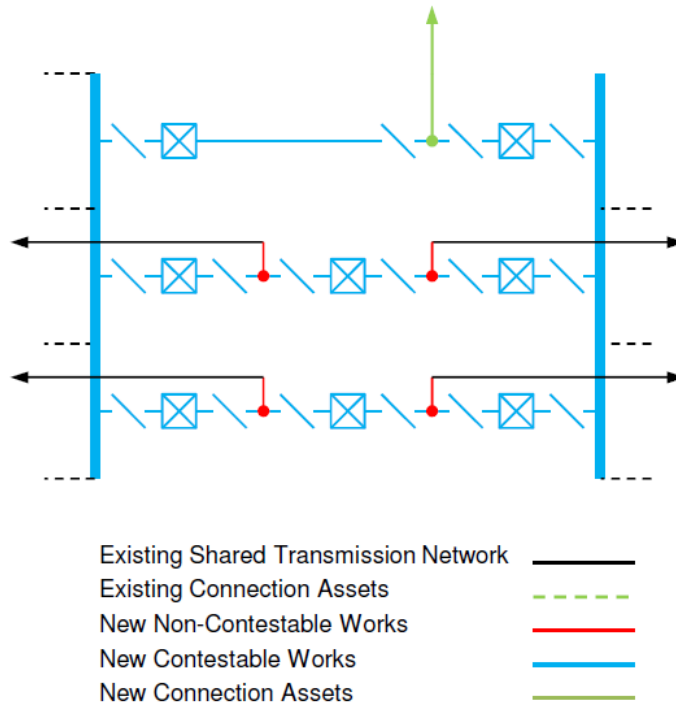 Existing Shared Transmission Network
Existing Connection Assets
New Non-Contestable Works
New Contestable Works
New Connection Assets